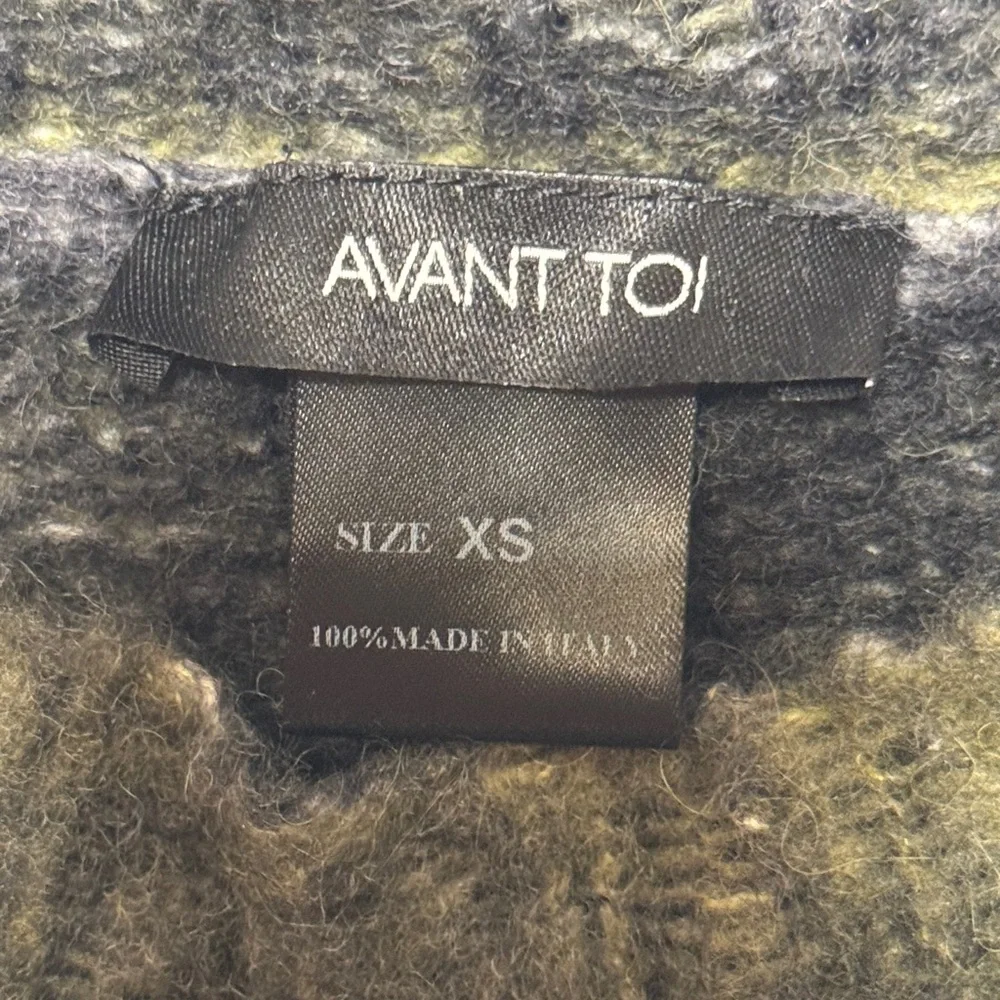 AVANT TOI
SIZE XS
100%MADE IN ITALY